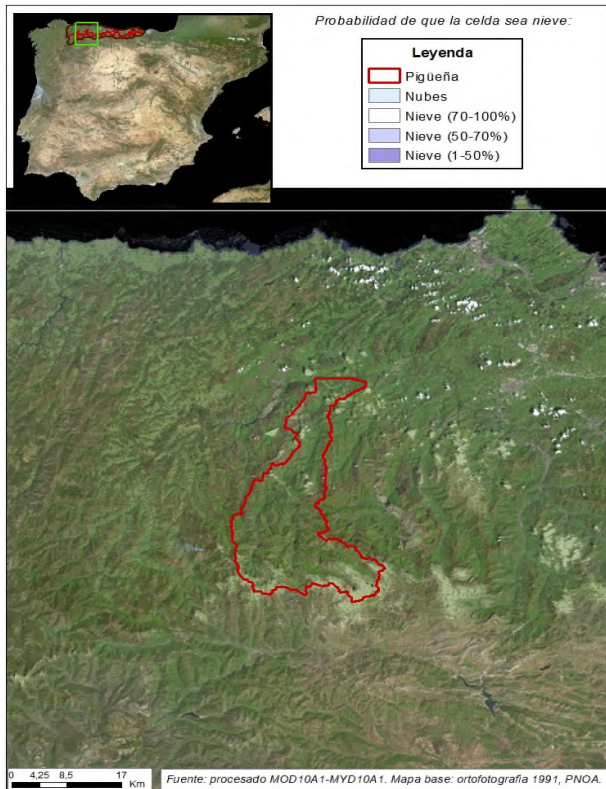 Probabilidad de que la celda sea nieve:
Leyenda
Pigüeña
Nubes
Nieve (70-100%)
Nieve (50-70%)
Nieve (1-50%)
0 4,25 8,5 17
Km
Fuente: procesado MOD10A1-MYD10A1. Mapa base: ortofotografia 1991, PNOA.